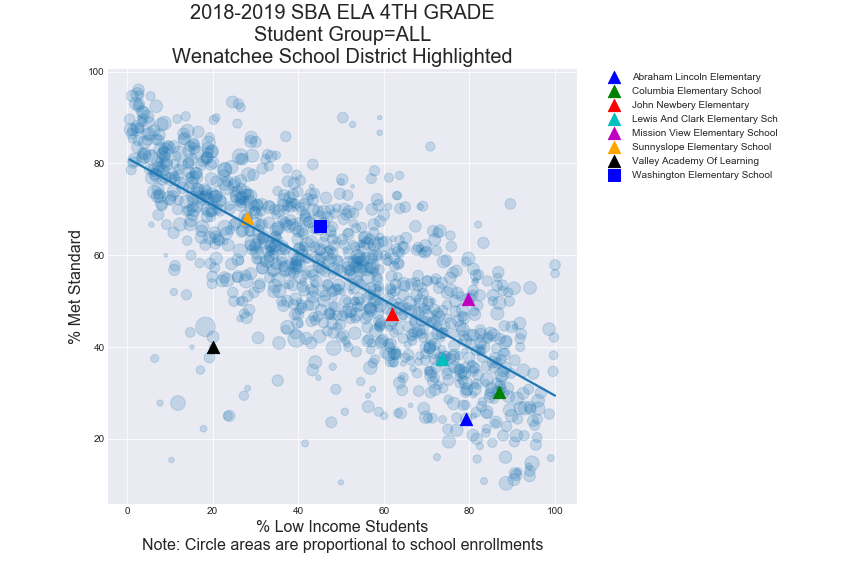 2018-2019 SBA ELA 4TH GRADE
Student Group=ALL
Wenatchee School District Highlighted
100
80
60
40
20
% Met Standard
0 20 40 60 80 100
% Low Income Students
Note: Circle areas are proportional to school enrollments
Abraham Lincoln Elementary
Columbia Elementary School
John Newbery Elementary
Lewis And Clark Elementary Sch
Mission View Elementary School
Sunnyslope Elementary School
Valley Academy Of Learning
Washington Elementary School